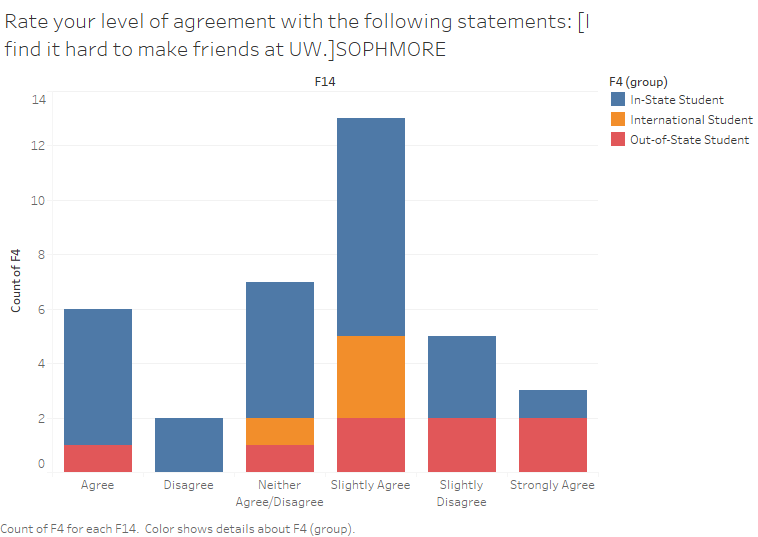 Rate your level of agreement with the following statements: [I
find it hard to make friends at UW.]SOPHMORE
F14
F4 (group)
In-State Student
International Student
Out-of-State Student
Count of F4
14
12
10
8
6
4
2
0
Agree
Disagree
Neither
Agree/Disagree
Slightly Agree
Slightly
Disagree
Strongly Agree
Count of F4 for each F14. Color shows details about F4 (group).